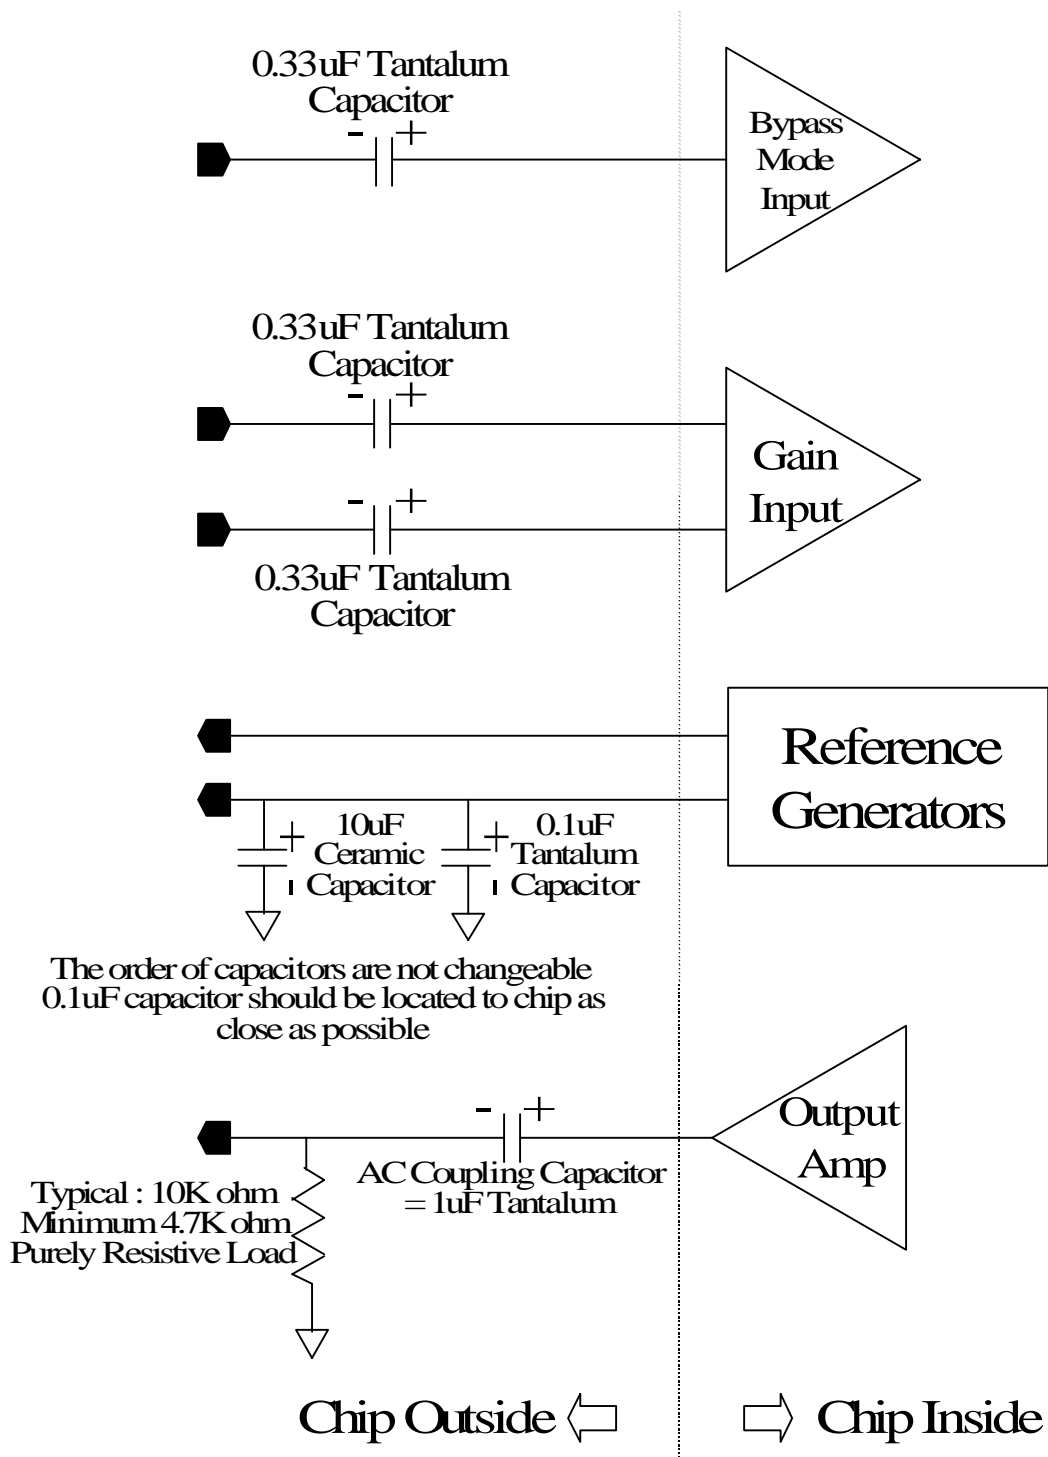 0.33uF Tantalum
Capacitor
- +
Bypass
Mode
Input
0.33uF Tantalum
Capacitor
- +
- +
0.33uF Tantalum
Capacitor
Gain
Input
Reference
Generators
+ 10uF
Ceramic
- Capacitor
+ 0.1uF
Tantalum
- Capacitor
The order of capacitors are not changeable
0.1uF capacitor should be located to chip as
close as possible
- +
AC Coupling Capacitor
= 1uF Tantalum
Output
Amp
Typical : 10K ohm
Minimum 4.7K ohm
Purely Resistive Load
Chip Outside
Chip Inside